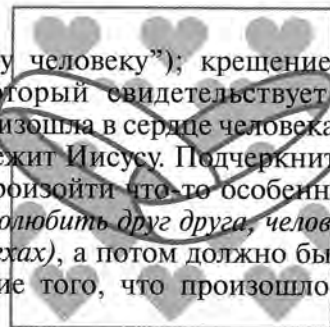 у человеку”); крещение
который свидетельствует
изошла в сердце человека
ежит Иисусу. Подчеркнит
роизойти что-то особенн
олюбить друг друга, челов
ехах), а потом должно бы
ие того, что произошло